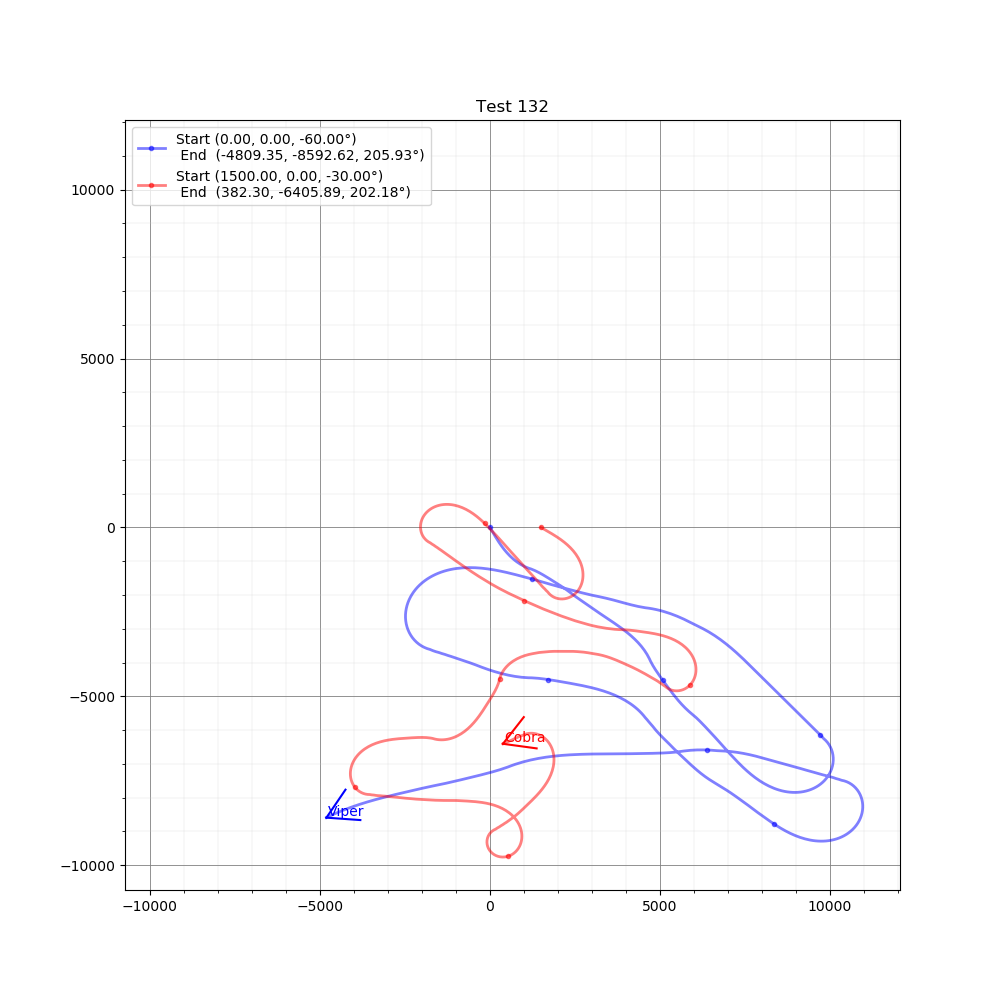 Test 132
Start (0.00, 0.00, -60.00°)
End (-4809.35, -8592.62, 205.93°)
Start (1500.00, 0.00, -30.00°)
End (382.30, -6405.89, 202.18°)
10000
5000
0
−5000
−10000
Cobra
Viper
−10000 −5000 0 5000 10000